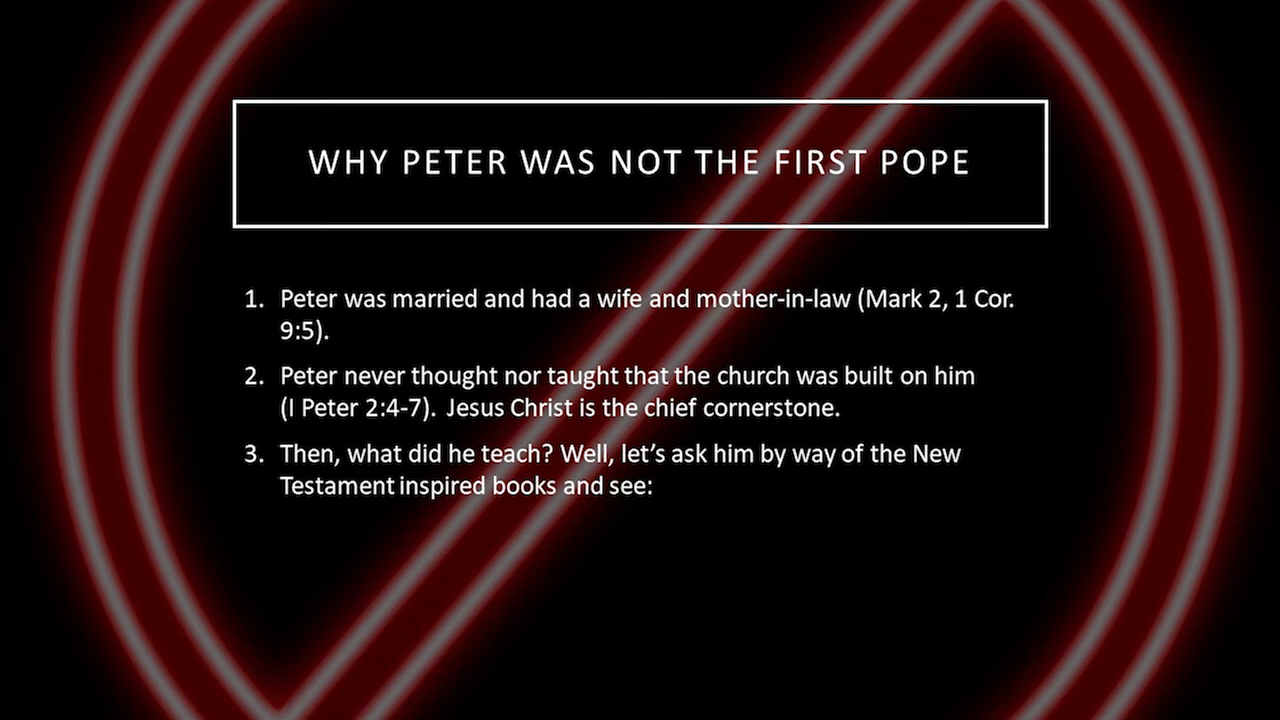 WHY PETER WAS NOT THE FIRST POPE
1. Peter was married and had a wife and mother-in-law (Mark 2, 1 Cor.
9:5).
2. Peter never thought nor taught that the church was built on him
(I Peter 2:4-7). Jesus Christ is the chief cornerstone.
3. Then, what did he teach? Well, let’s ask him by way of the New
Testament inspired books and see: